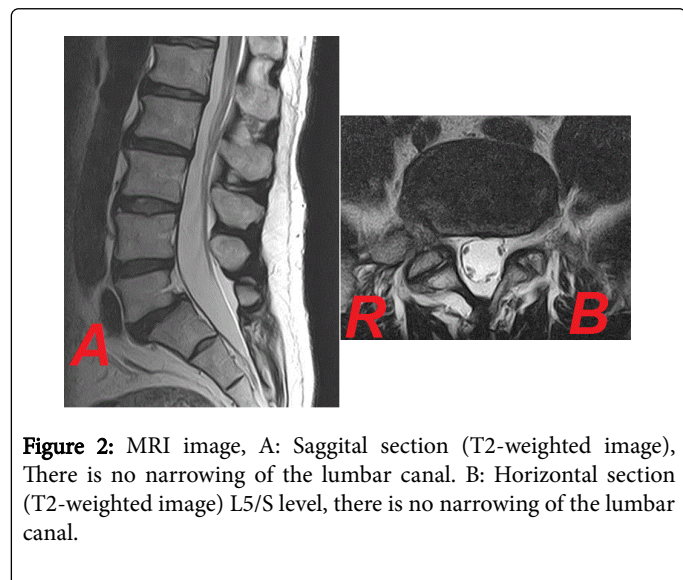 A
R
B
Figure 2: MRI image, A: Saggital section (T2-weighted image),
There is no narrowing of the lumbar canal. B: Horizontal section
(T2-weighted image) L5/S level, there is no narrowing of the lumbar
canal.